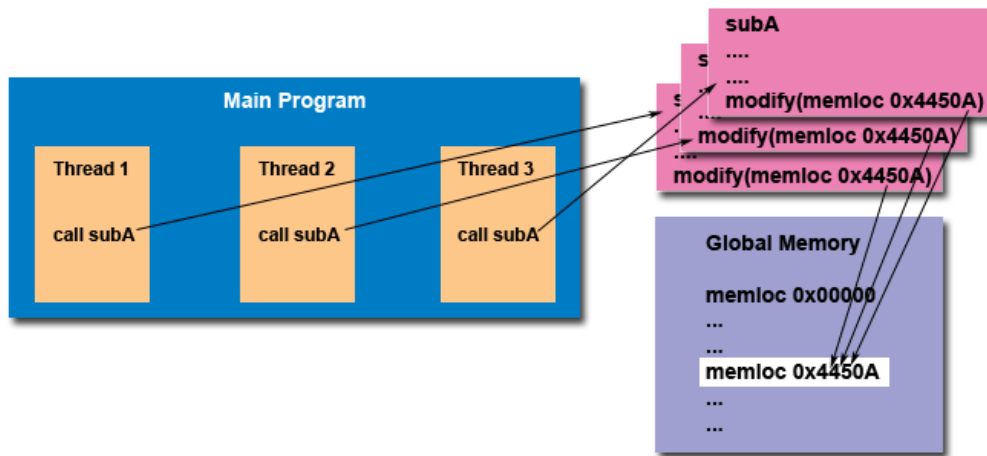 Main Program
Thread 1
call subA
Thread 2
call subA
Thread 3
call subA
subA
....
....
modify(memloc 0x4450A)
s
..
....
modify(memloc 0x4450A)
s
.
....
modify(memloc 0x4450A)
Global Memory
memloc 0x00000
...
...
memloc 0x4450A
...
...